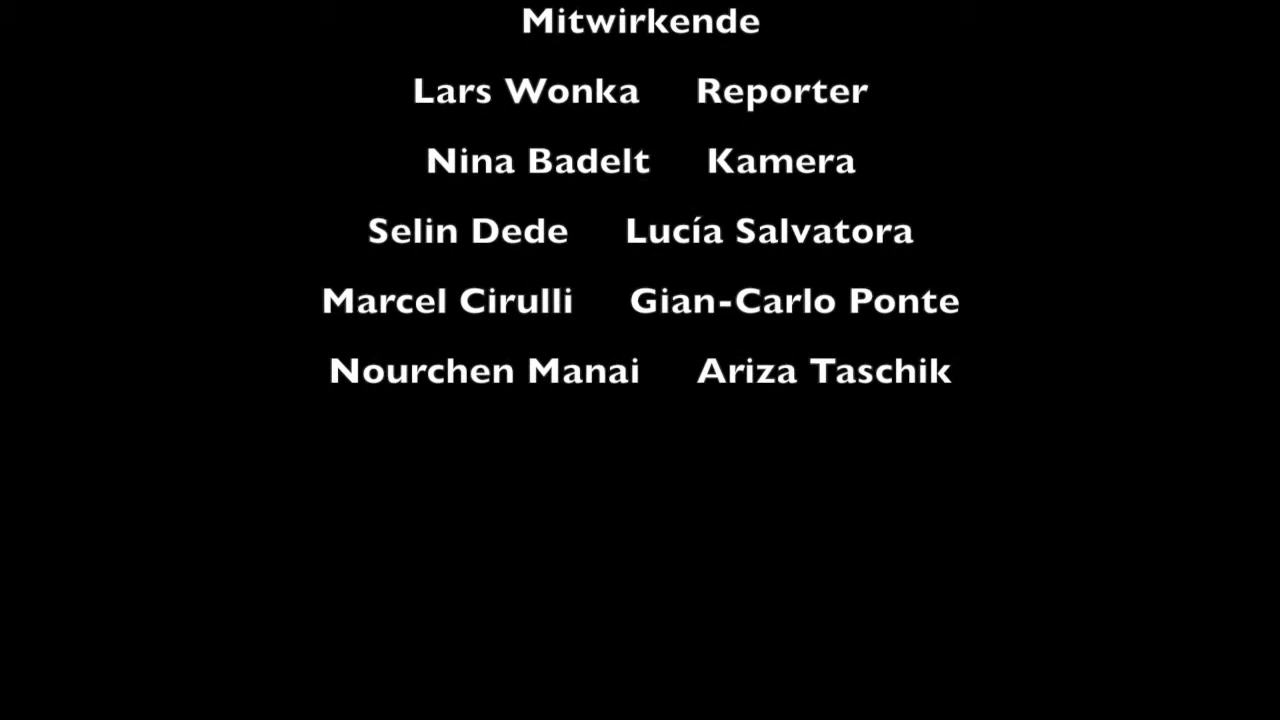 Mitwirkende
Lars Wonka Reporter
Nina Badelt Kamera
Selin Dede Lucía Salvatora
Marcel Cirulli Gian-Carlo Ponte
Nourchen Manai Ariza Taschik